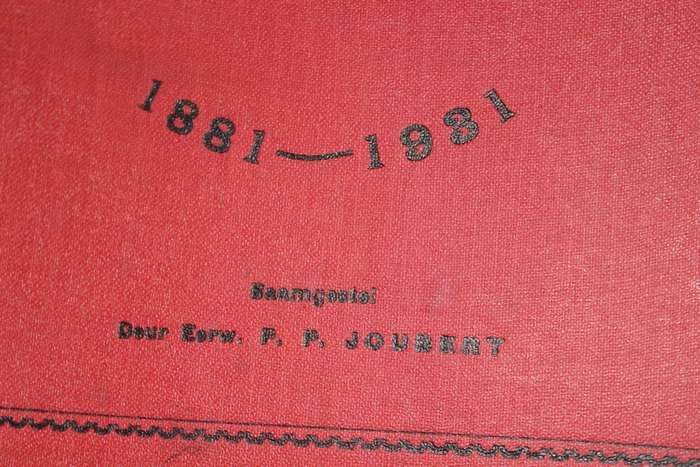 1881—1931
Saamgestel
Deur Eerw. P. P. JOUBERT